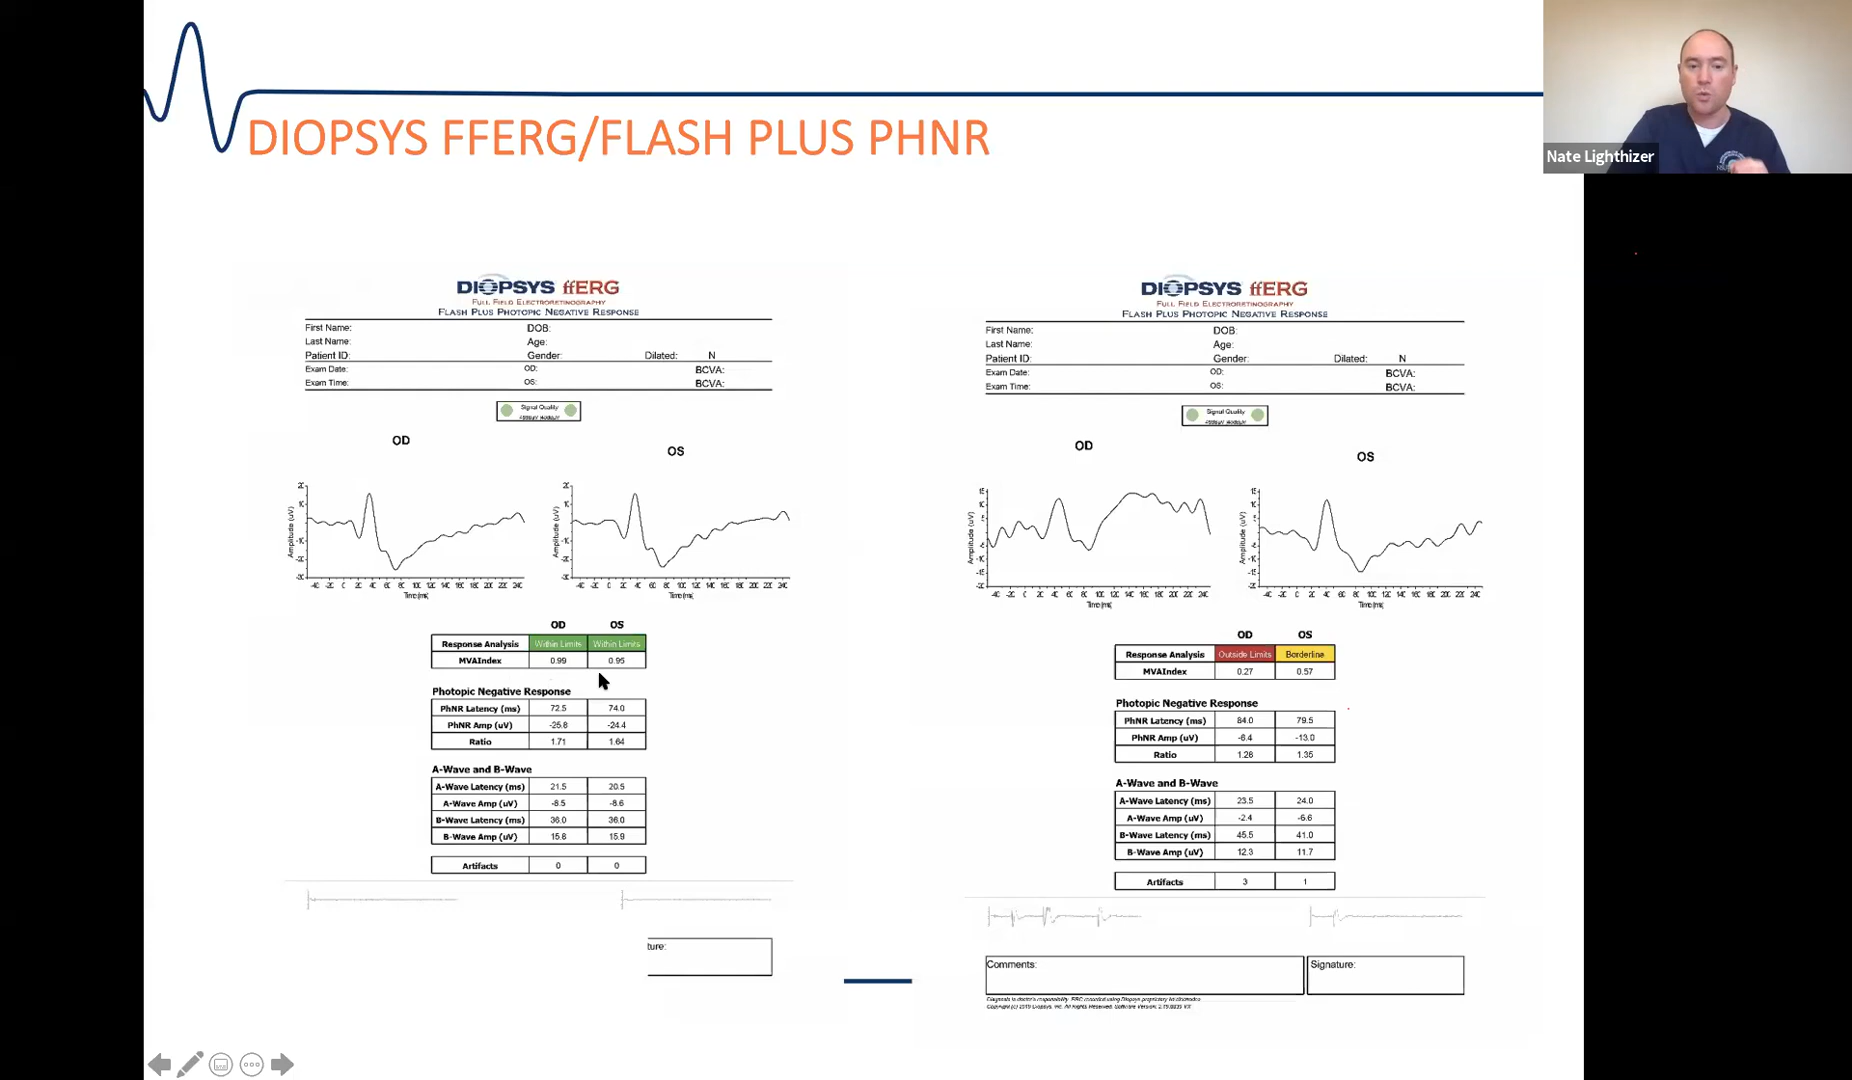 DIOPSYS FFERG/FLASH PLUS PHNR
Nate Lighthizer
DIOPSYS ffERG
FULL FIELD ELECTRORETINOGRAPHY
FLASH PLUS PHOTOPIC NEGATIVE RESPONSE
First Name: DOB:
Last Name: Age:
Patient ID: Gender: Dilated: N
Exam Date: OD: BCVA:
Exam Time: OS: BCVA:
Signal Quality
OD
OS
Amplitude (uV)
Time(ms)
Amplitude (uV)
Time(ms)
OD OS
Response Analysis Within Limits Within Limits
MVAIndex 0.99 0.95
Photopic Negative Response
PhNR Latency (ms) 72.5 74.0
PhNR Amp (uV) -25.8 -24.4
Ratio 1.71 1.64
A-Wave and B-Wave
A-Wave Latency (ms) 21.5 20.5
A-Wave Amp (uV) -8.5 -8.6
B-Wave Latency (ms) 36.0 36.0
B-Wave Amp (uV) 15.8 15.9
Artifacts 0 0
ture:
DIOPSYS ffERG
FULL FIELD ELECTRORETINOGRAPHY
FLASH PLUS PHOTOPIC NEGATIVE RESPONSE
First Name: DOB:
Last Name: Age:
Patient ID: Gender: Dilated: N
Exam Date: OD: BCVA:
Exam Time: OS: BCVA:
Signal Quality
OD
OS
Amplitude (uV)
Time(ms)
Amplitude (uV)
Time(ms)
OD OS
Response Analysis Outside Limits Borderline
MVAIndex 0.27 0.57
Photopic Negative Response
PhNR Latency (ms) 84.0 79.5
PhNR Amp (uV) -6.4 -13.0
Ratio 1.28 1.35
A-Wave and B-Wave
A-Wave Latency (ms) 23.5 24.0
A-Wave Amp (uV) -2.4 -6.6
B-Wave Latency (ms) 45.5 41.0
B-Wave Amp (uV) 12.3 11.7
Artifacts 3 1
Comments: Signature: